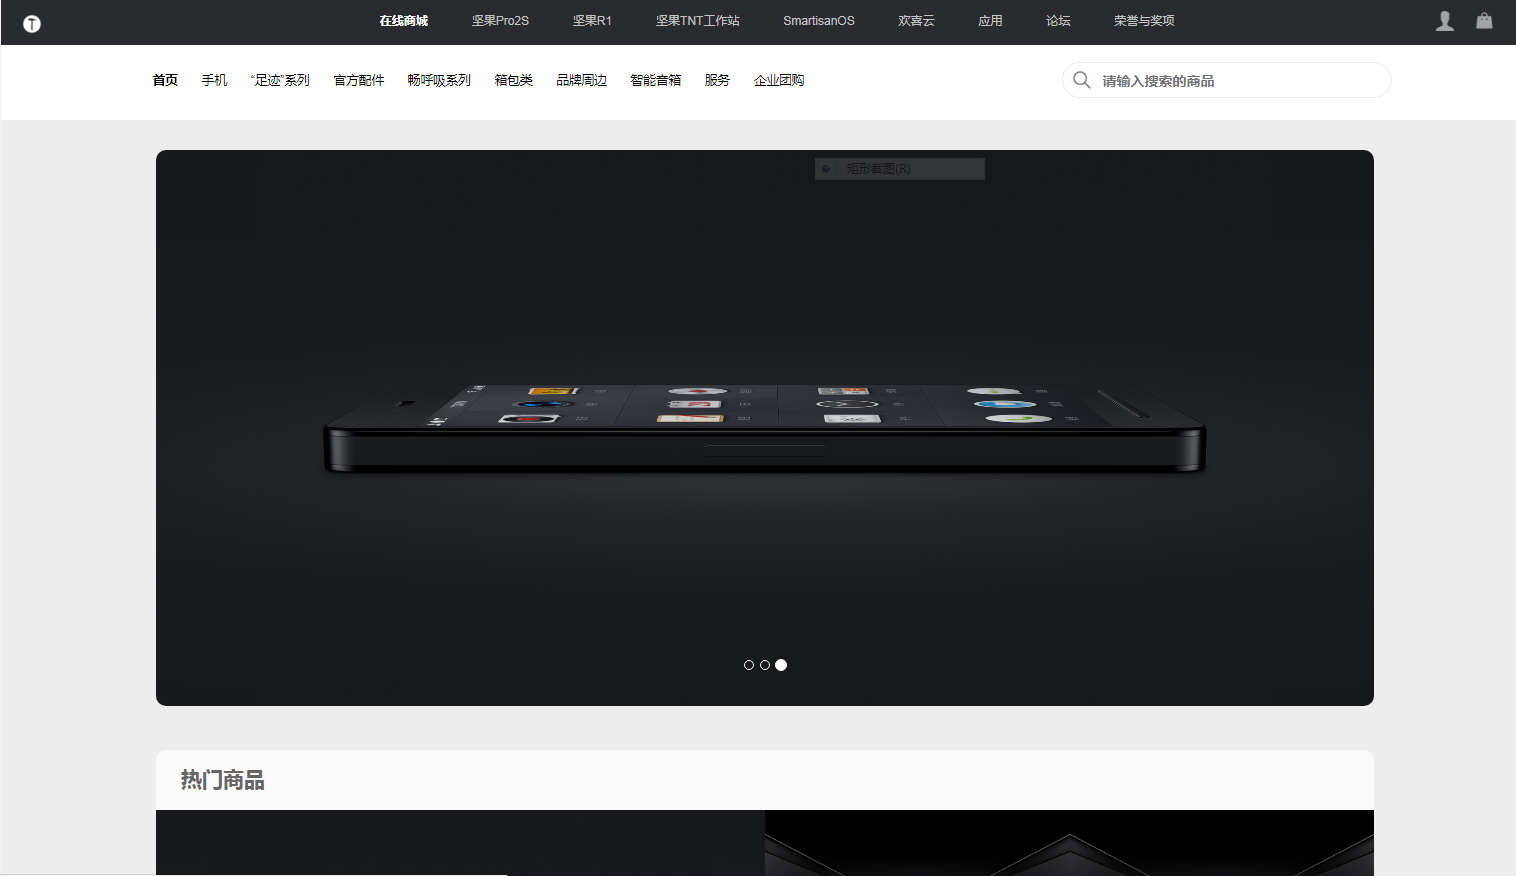 在线商城 坚果Pro2S 坚果R1 坚果TNT工作站 SmartisanOS 欢喜云 应用 论坛 荣誉与奖项
首页 手机 “足迹”系列 官方配件 畅呼吸系列 箱包类 品牌周边 智能音箱 服务 企业团购 请输入搜索的商品
矩形截图(R)
热门商品